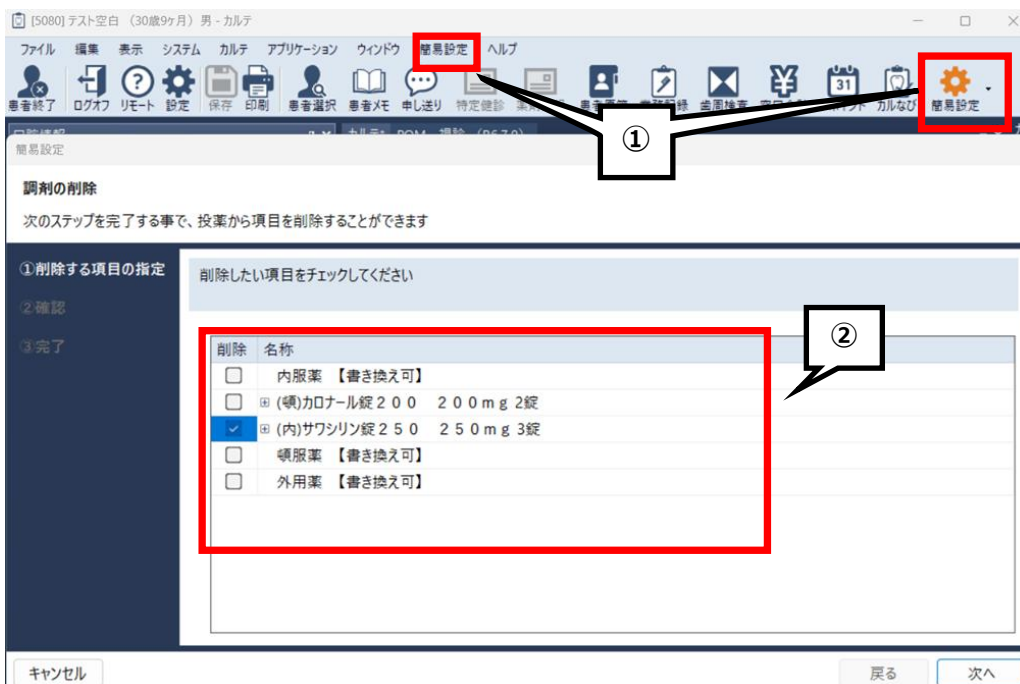 [5080] テスト空白 （30歳9ヶ月）男 - カルテ
ファイル 編集 表示 システム カルテ アプリケーション ウィンドウ 簡易設定 ヘルプ
患者終了 ログオフ リモート 設定 保存 印刷 患者選択 患者メモ 申し送り 特定健診 歯周検査 カルなび 簡易設定
31
①
簡易設定
調剤の削除
次のステップを完了する事で、投薬から項目を削除することができます
①削除する項目の指定
②確認
③完了
削除したい項目をチェックしてください
②
削除 名称
内服薬 【書き換え可】
(頓)カロナール錠２００ ２００ｍｇ 2錠
(内)サワシリン錠２５０ ２５０ｍｇ 3錠
頓服薬 【書き換え可】
外用薬 【書き換え可】
キャンセル 戻る 次へ